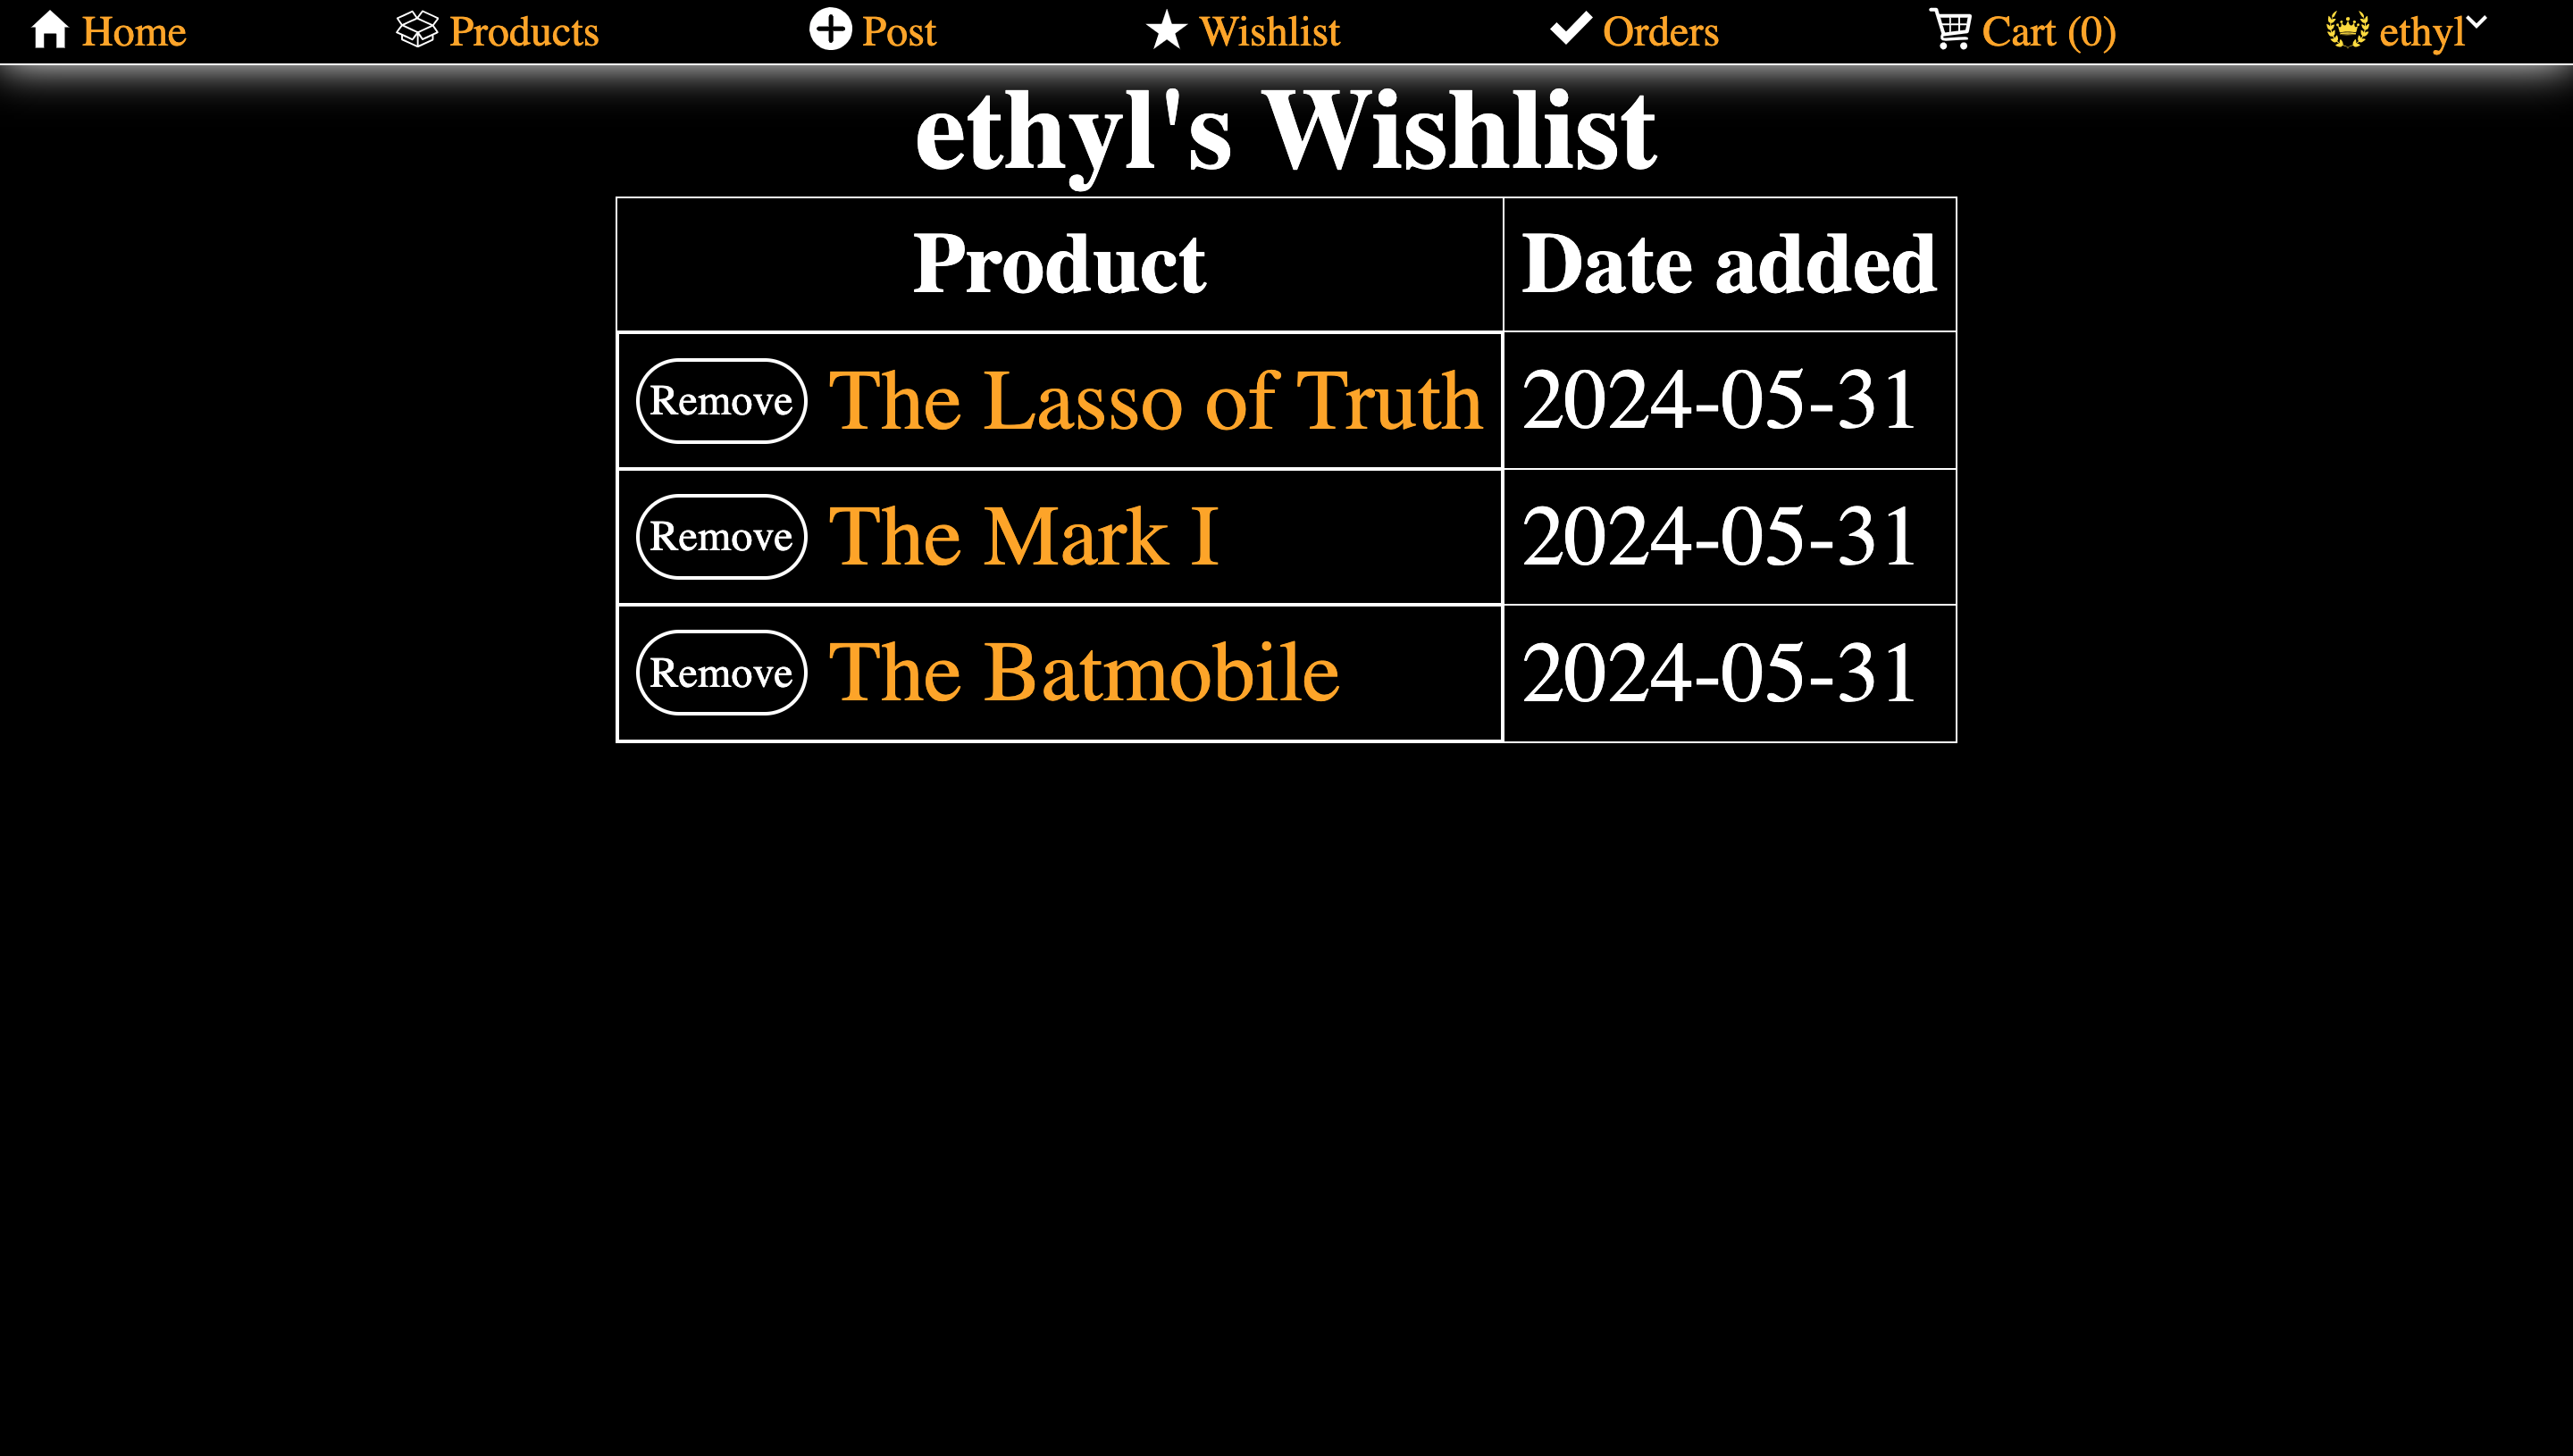 Home Products Post Wishlist Orders Cart (0) ethyl
ethyl's Wishlist
Product Date added
Remove The Lasso of Truth 2024-05-31
Remove The Mark I 2024-05-31
Remove The Batmobile 2024-05-31